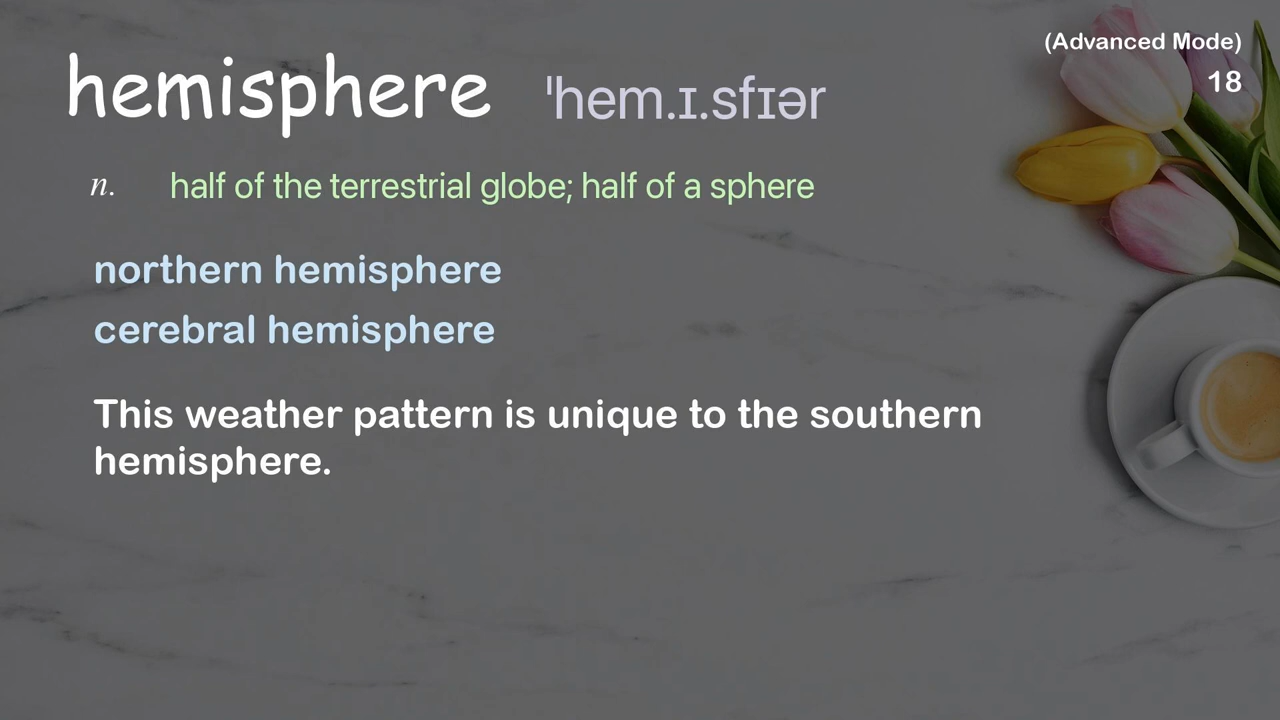 (Advanced Mode)
18
hemisphere ˈhem.ɪ.sfɪər
n. half of the terrestrial globe; half of a sphere
northern hemisphere
cerebral hemisphere
This weather pattern is unique to the southern
hemisphere.